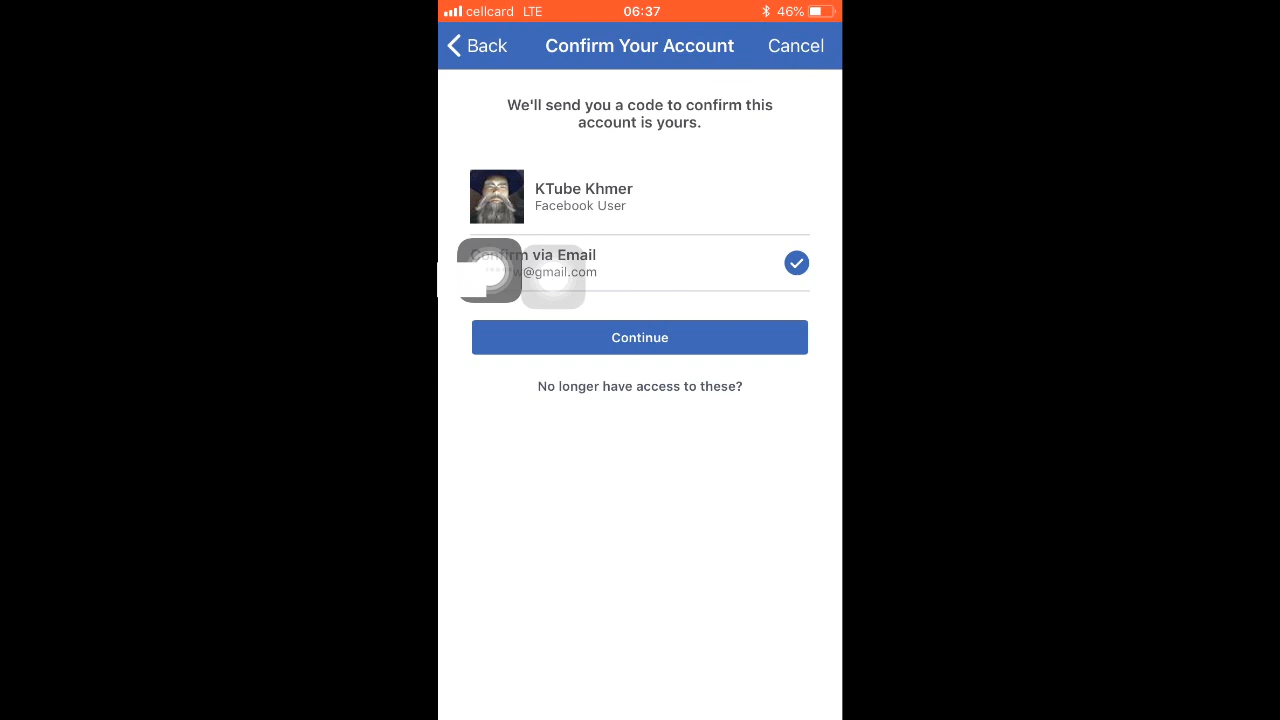 cellcard LTE 06:37 46%
Back Confirm Your Account Cancel
We'll send you a code to confirm this
account is yours.
KTube Khmer
Facebook User
Confirm via Email
w@gmail.com
Continue
No longer have access to these?